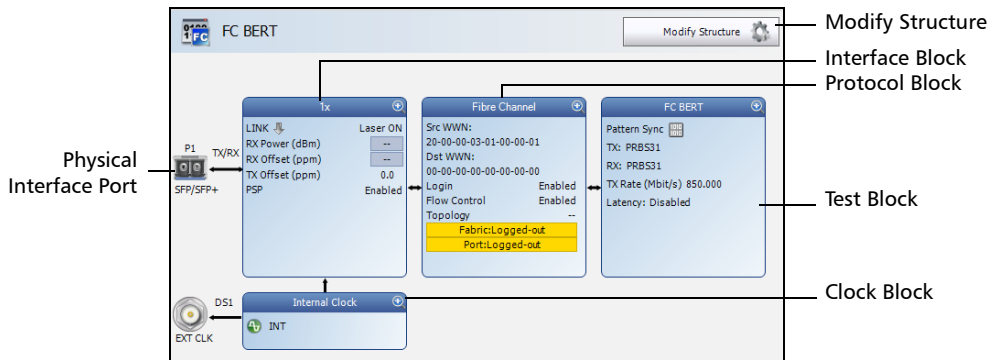 FC BERT
Modify Structure
Modify Structure
Interface Block
Protocol Block
Physical
Interface Port
P1
TX/RX
SFP/SFP+
1x
LINK
Laser ON
RX Power (dBm)
--
RX Offset (ppm)
--
TX Offset (ppm)
0.0
PSP
Enabled
Fibre Channel
Src WWN:
20-00-00-03-01-00-00-01
Dst WWN:
00-00-00-00-00-00-00-00
Login
Enabled
Flow Control
Enabled
Topology
--
Fabric:Logged-out
Port:Logged-out
FC BERT
Pattern Sync
TX: PRBS31
RX: PRBS31
TX Rate (Mbit/s) 850.000
Latency: Disabled
Test Block
DS1
EXT CLK
Internal Clock
INT
Clock Block